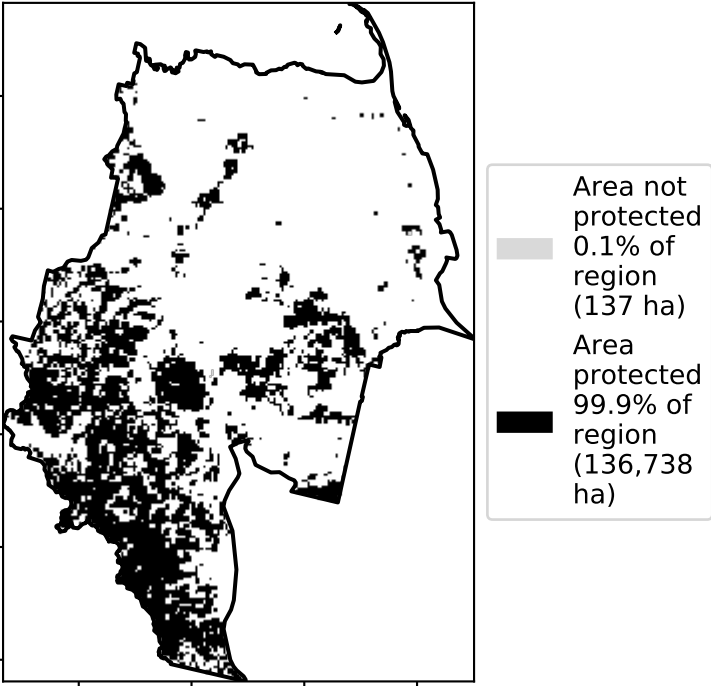 Area not
protected
0.1% of
region
(137 ha)
Area
protected
99.9% of
region
(136,738
ha)